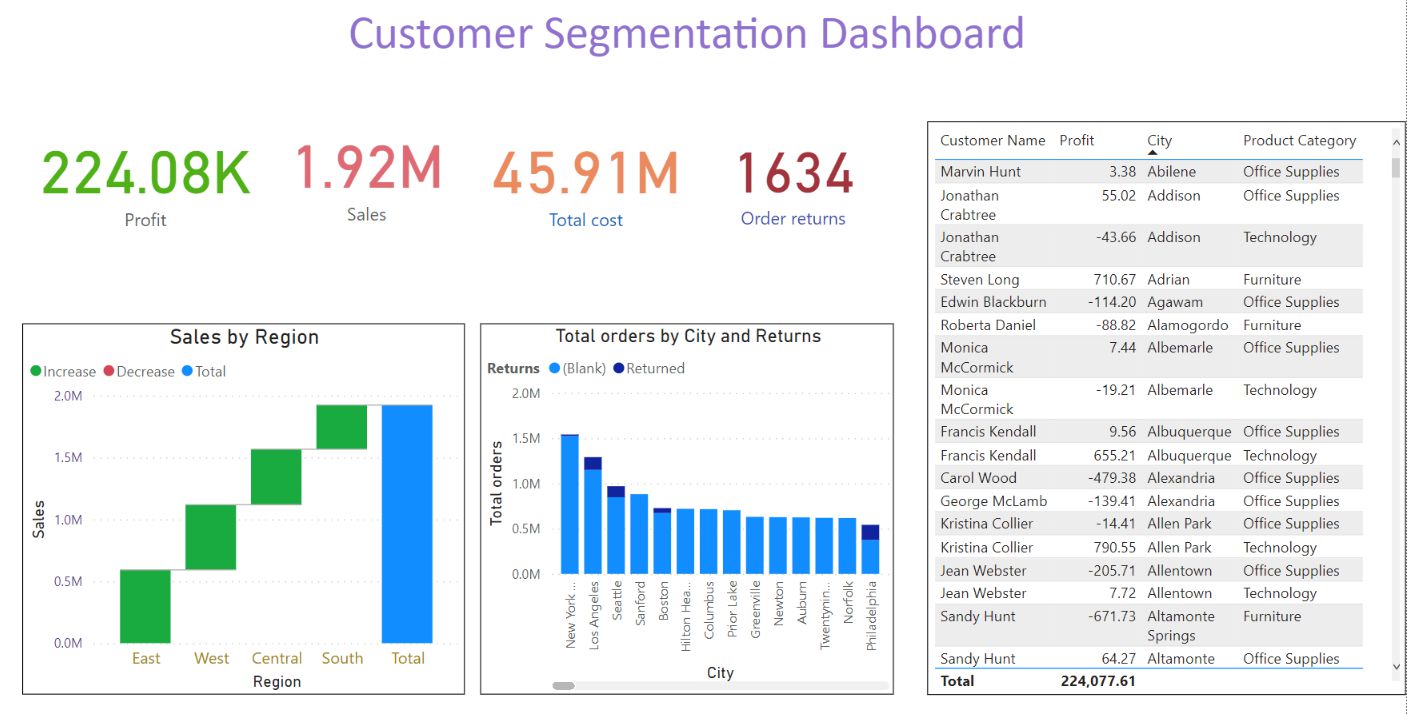 Customer Segmentation Dashboard
224.08K
Profit
1.92M
Sales
45.91M
Total cost
1634
Order returns
Sales by Region
Increase Decrease Total
2.0M
1.5M
1.0M
0.5M
0.0M
Sales
East West Central South Total
Region
Total orders by City and Returns
Returns (Blank) Returned
2.0M
1.5M
1.0M
0.5M
0.0M
Total orders
New York ...
Los Angeles
Seattle
Sanford
Boston
Hilton Hea...
Columbus
Prior Lake
Greenville
Newton
Auburn
Twentynin...
Norfolk
Philadelphia
City
Customer Name Profit City Product Category
Marvin Hunt 3.38 Abilene Office Supplies
Jonathan 55.02 Addison Office Supplies
Crabtree
Jonathan -43.66 Addison Technology
Crabtree
Steven Long 710.67 Adrian Furniture
Edwin Blackburn -114.20 Agawam Office Supplies
Roberta Daniel -88.82 Alamogordo Furniture
Monica 7.44 Albemarle Office Supplies
McCormick
Monica -19.21 Albemarle Technology
McCormick
Francis Kendall 9.56 Albuquerque Office Supplies
Francis Kendall 655.21 Albuquerque Technology
Carol Wood -479.38 Alexandria Office Supplies
George McLamb -139.41 Alexandria Office Supplies
Kristina Collier -14.41 Allen Park Office Supplies
Kristina Collier 790.55 Allen Park Technology
Jean Webster -205.71 Allentown Office Supplies
Jean Webster 7.72 Allentown Technology
Sandy Hunt -671.73 Altamonte Furniture
Springs
Sandy Hunt 64.27 Altamonte Office Supplies
Total 224,077.61